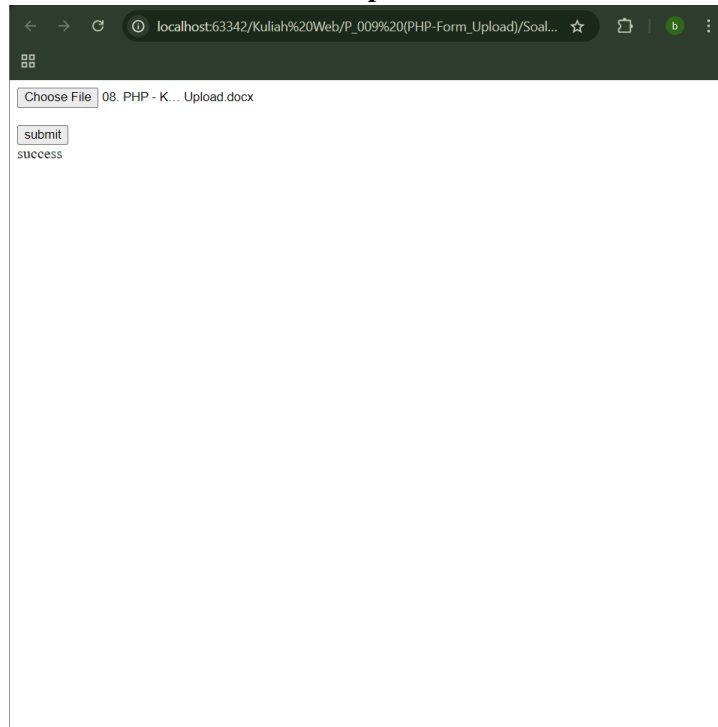 localhost:63342/Kuliah%20Web/P_009%20(PHP-Form_Upload)/Soal...
b
Choose File 08. PHP - K... Upload.docx
submit
success